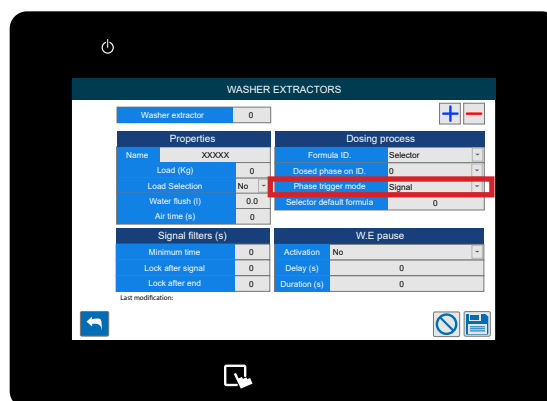 WASHER EXTRACTORS
Washer extractor 0
Properties
Name XXXXX
Load (Kg) 0
Load Selection No
Water flush (l) 0.0
Air time (s) 0
Dosing process
Formula ID. Selector
Dosed phase on ID. 0
Phase trigger mode Signal
Selector default formula 0
Signal filters (s)
Minimum time 0
Lock after signal 0
Lock after end 0
W.E pause
Activation No
Delay (s) 0
Duration (s) 0
Last modification: